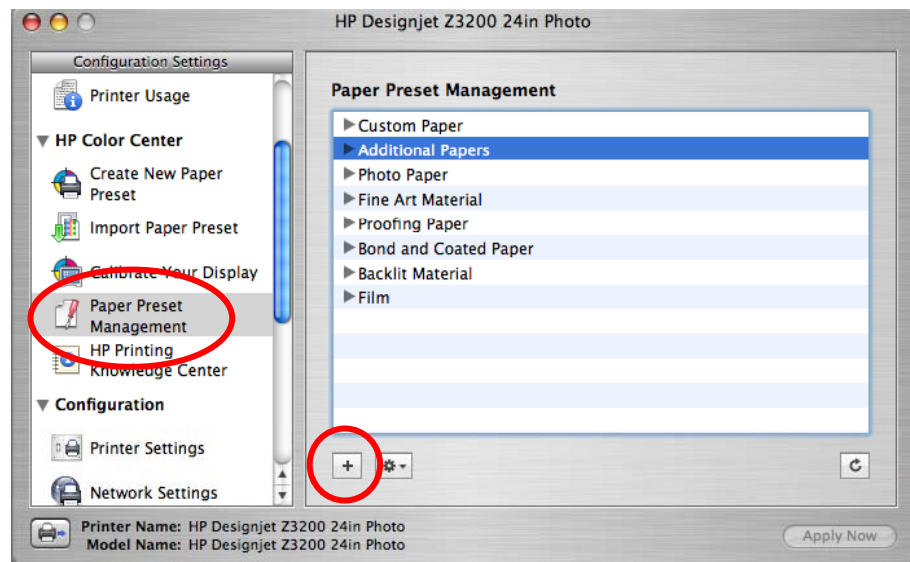 HP Designjet Z3200 24in Photo
Configuration Settings
Printer Usage
HP Color Center
Create New Paper
Preset
Import Paper Preset
Calibrate Your Display
Paper Preset
Management
HP Printing
Knowledge Center
Configuration
Printer Settings
Network Settings
Paper Preset Management
Custom Paper
Additional Papers
Photo Paper
Fine Art Material
Proofing Paper
Bond and Coated Paper
Backlit Material
Film
Printer Name: HP Designjet Z3200 24in Photo
Model Name: HP Designjet Z3200 24in Photo
Apply Now